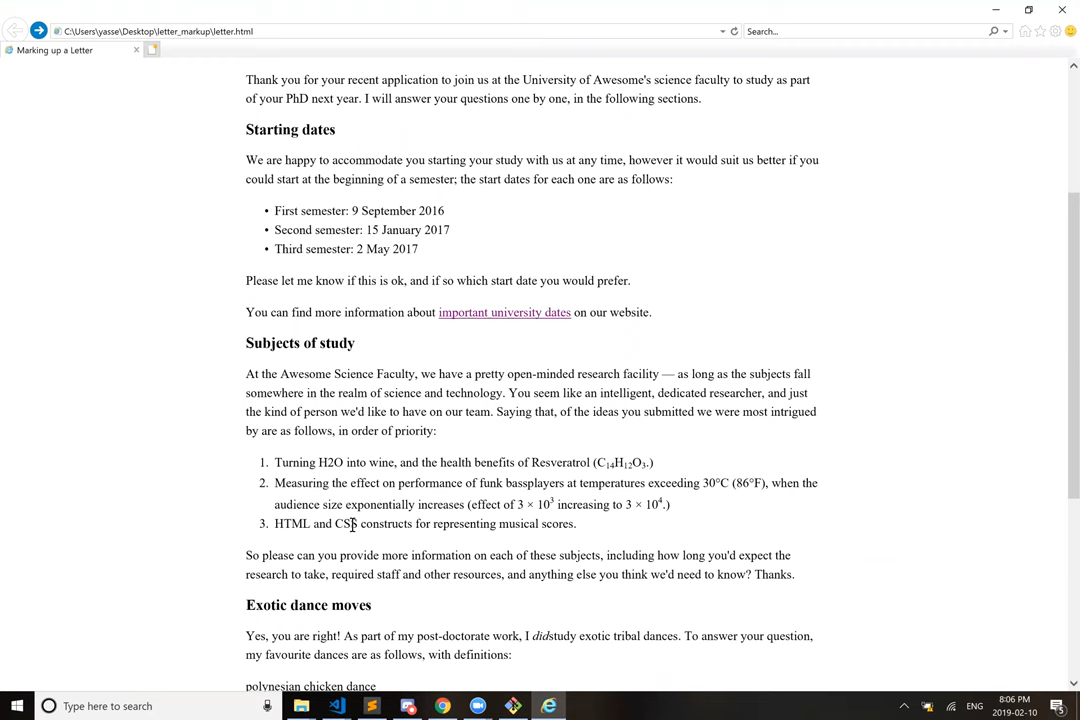 C:\Users\yasse\Desktop\letter_markup\letter.html
Search...
Marking up a Letter
Thank you for your recent application to join us at the University of Awesome's science faculty to study as part
of your PhD next year. I will answer your questions one by one, in the following sections.
Starting dates
We are happy to accommodate you starting your study with us at any time, however it would suit us better if you
could start at the beginning of a semester; the start dates for each one are as follows:
• First semester: 9 September 2016
• Second semester: 15 January 2017
• Third semester: 2 May 2017
Please let me know if this is ok, and if so which start date you would prefer.
You can find more information about important university dates on our website.
Subjects of study
At the Awesome Science Faculty, we have a pretty open-minded research facility — as long as the subjects fall
somewhere in the realm of science and technology. You seem like an intelligent, dedicated researcher, and just
the kind of person we'd like to have on our team. Saying that, of the ideas you submitted we were most intrigued
by are as follows, in order of priority:
1. Turning H2O into wine, and the health benefits of Resveratrol (C₁₄H₁₂O₃.)
2. Measuring the effect on performance of funk bassplayers at temperatures exceeding 30°C (86°F), when the
audience size exponentially increases (effect of 3 × 10³ increasing to 3 × 10⁴.)
3. HTML and CSS constructs for representing musical scores.
So please can you provide more information on each of these subjects, including how long you'd expect the
research to take, required staff and other resources, and anything else you think we'd need to know? Thanks.
Exotic dance moves
Yes, you are right! As part of my post-doctorate work, I didstudy exotic tribal dances. To answer your question,
my favourite dances are as follows, with definitions:
polynesian chicken dance
Type here to search
ENG
8:06 PM
2019-02-10
5